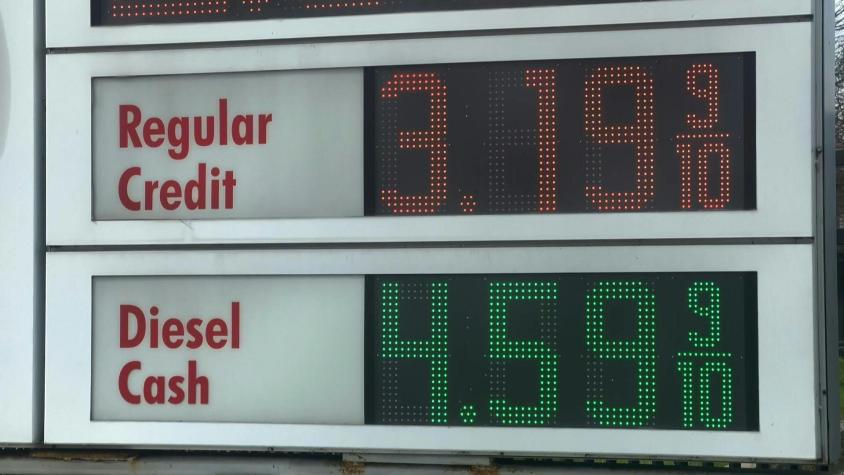 Regular
Credit
3.19 9/10
Diesel
Cash
4.59 9/10